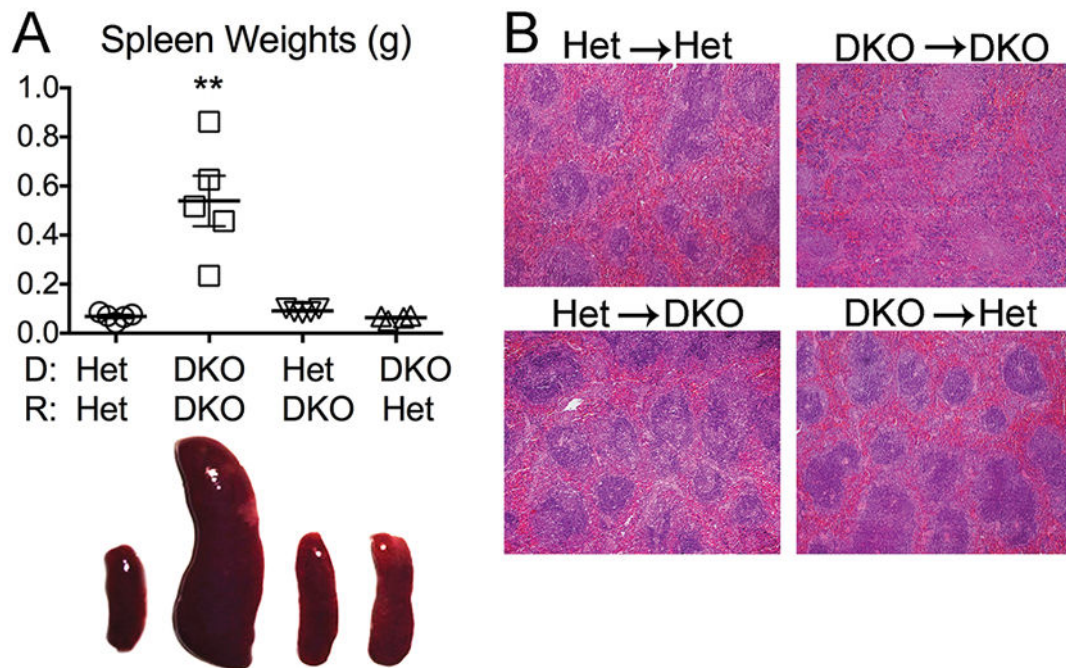 A
Spleen Weights (g)
**
1.0
0.8
0.6
0.4
0.2
0.0
D: Het DKO Het DKO
R: Het DKO DKO Het
B
Het → Het
DKO → DKO
Het → DKO
DKO → Het